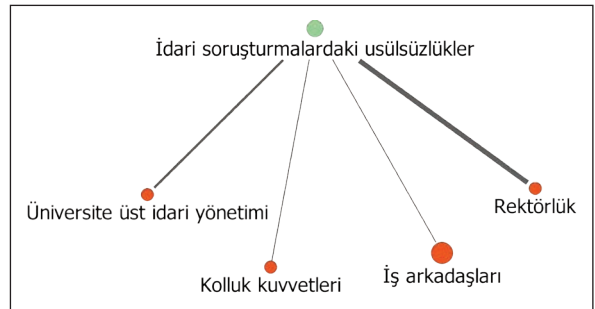 İdari soruşturmalardaki usülsüzlükler
Üniversite üst idari yönetimi
Rektörlük
Kolluk kuvvetleri
İş arkadaşları